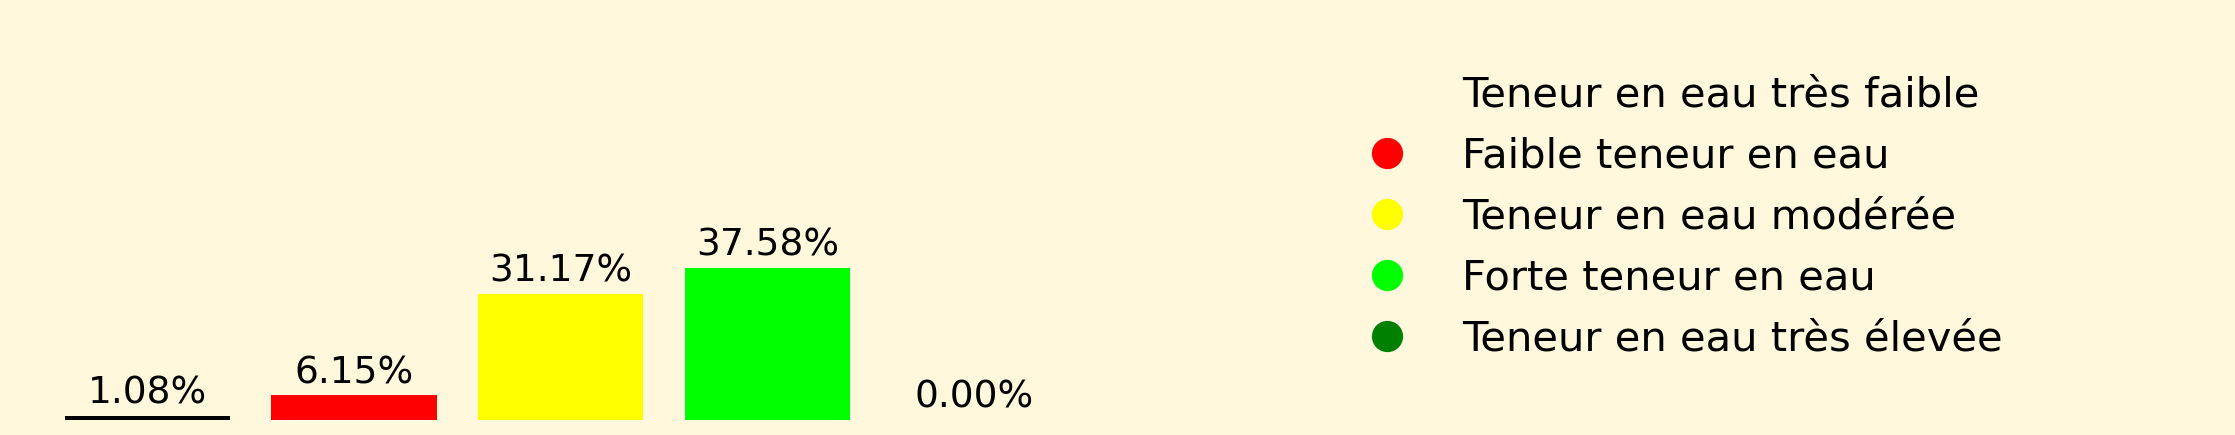 1.08%
6.15%
31.17%
37.58%
0.00%
Teneur en eau très faible
Faible teneur en eau
Teneur en eau modérée
Forte teneur en eau
Teneur en eau très élevée